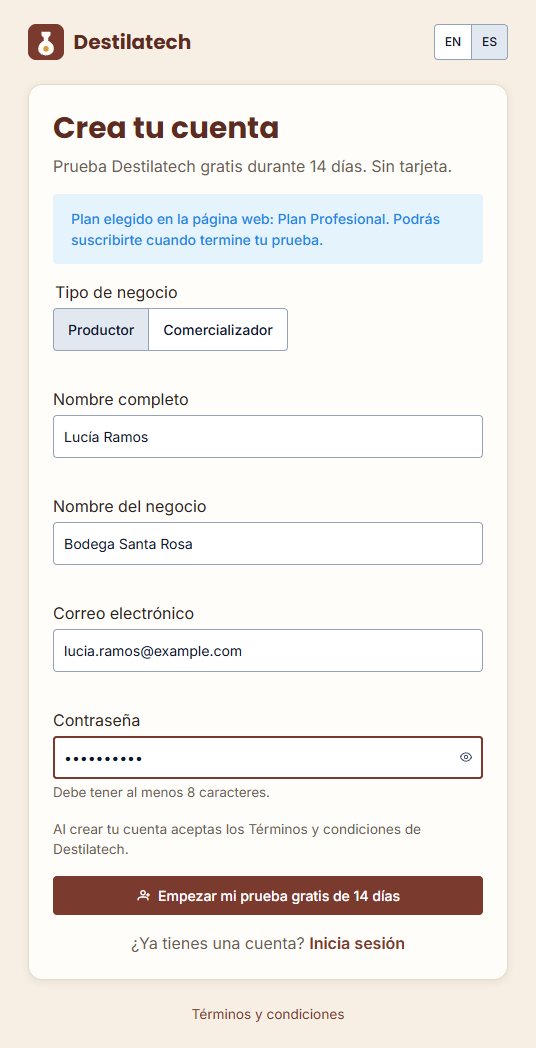 Destilatech
EN ES
Crea tu cuenta
Prueba Destilatech gratis durante 14 días. Sin tarjeta.
Plan elegido en la página web: Plan Profesional. Podrás
suscribirte cuando termine tu prueba.
Tipo de negocio
Productor Comercializador
Nombre completo
Lucía Ramos
Nombre del negocio
Bodega Santa Rosa
Correo electrónico
lucia.ramos@example.com
Contraseña
••••••••••
Debe tener al menos 8 caracteres.
Al crear tu cuenta aceptas los Términos y condiciones de
Destilatech.
Empezar mi prueba gratis de 14 días
¿Ya tienes una cuenta? Inicia sesión
Términos y condiciones